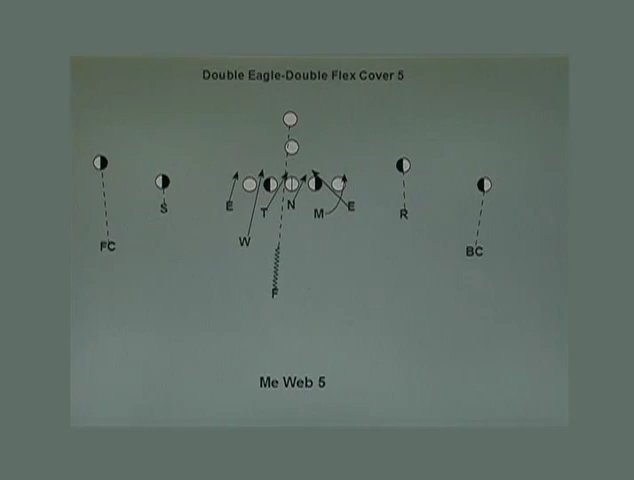 Double Eagle-Double Flex Cover 5
S E T N M E R
FC W BC
F
Me Web 5